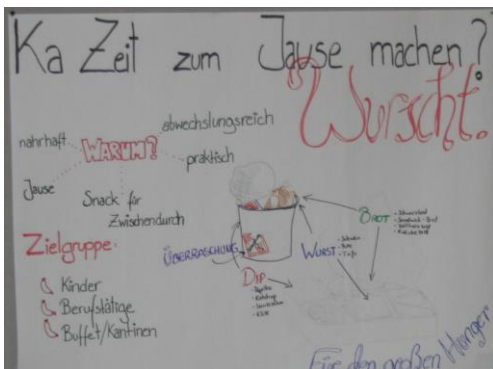 Ka Zeit zum Jause machen?
Wurscht.
WARUM?
nahrhaft
abwechslungsreich
praktisch
Jause
Snack für
Zwischendurch
Zielgruppe:
Kinder
Berufstätige
Buffet/Kantinen
ÜBERRASCHUNG
DIP
- Ketchup
WURST
BROT
Für den großen Hunger